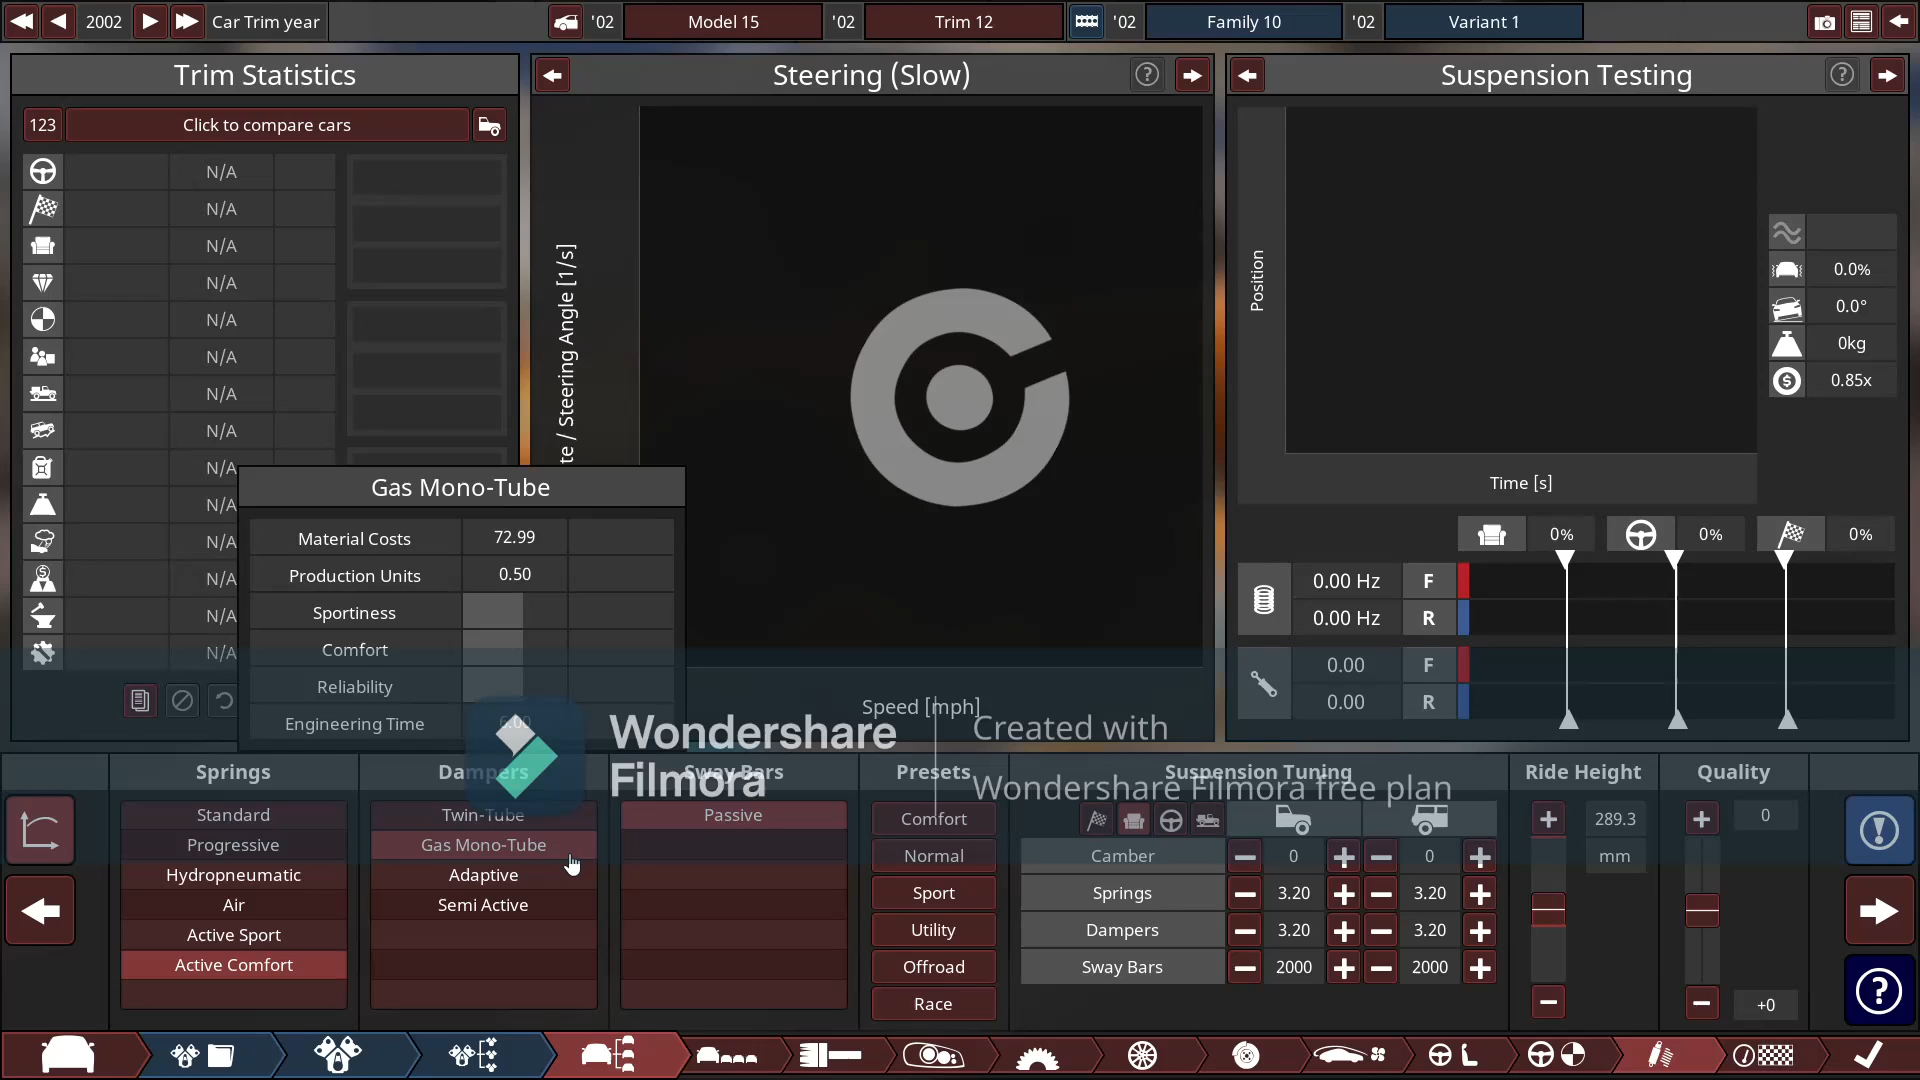 2002 Car Trim year '02 Model 15 '02 Trim 12 '02 Family 10 '02 Variant 1
Trim Statistics
123 Click to compare cars
N/A
N/A
N/A
N/A
N/A
N/A
N/A
N/A
N/A
N/A
N/A
N/A
N/A
N/A
Steering (Slow)
te / Steering Angle [1/s]
Speed [mph]
Gas Mono-Tube
Material Costs 72.99
Production Units 0.50
Sportiness
Comfort
Reliability
Engineering Time 6.00
Suspension Testing
Position
Time [s]
0.0%
0.0°
0kg
0.85x
0% 0% 0%
0.00 Hz F
0.00 Hz R
0.00 F
0.00 R
Wondershare
Filmora
Created with
Wondershare Filmora free plan
Springs
Standard
Progressive
Hydropneumatic
Air
Active Sport
Active Comfort
Dampers
Twin-Tube
Gas Mono-Tube
Adaptive
Semi Active
Sway Bars
Passive
Presets
Comfort
Normal
Sport
Utility
Offroad
Race
Suspension Tuning
Camber 0 0
Springs 3.20 3.20
Dampers 3.20 3.20
Sway Bars 2000 2000
Ride Height
289.3
mm
Quality
0
+0